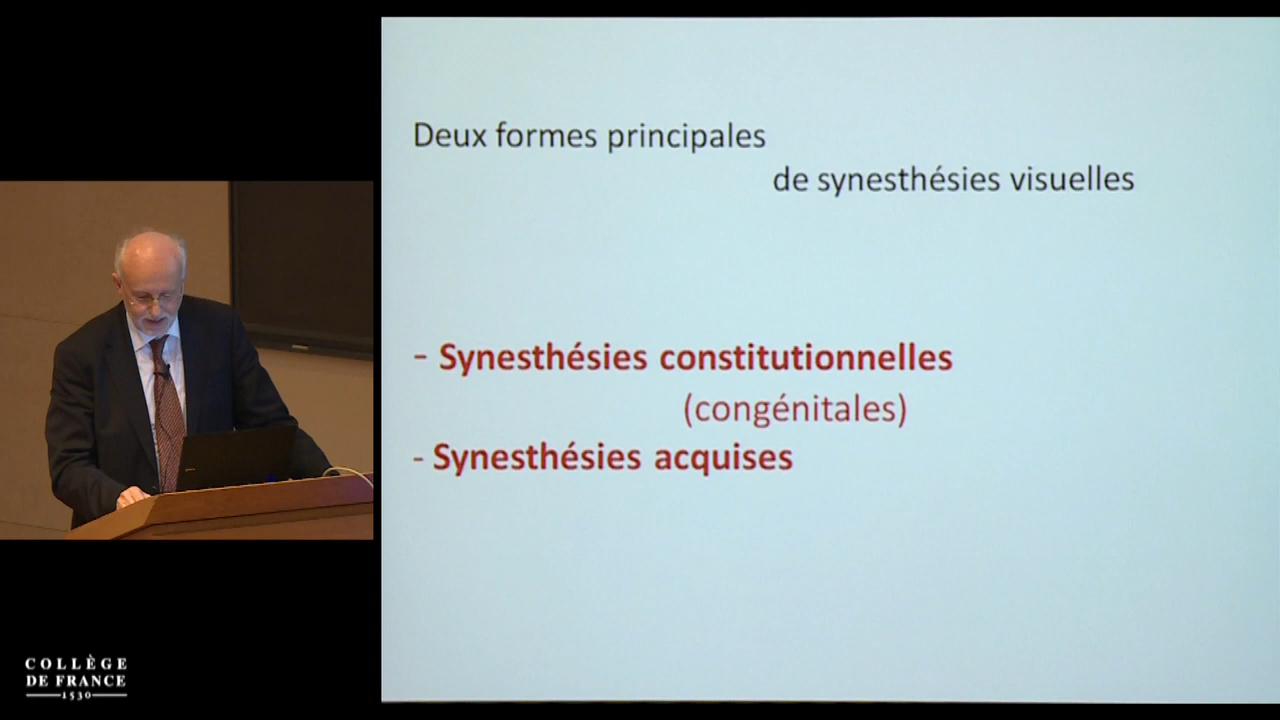 Deux formes principales
de synesthésies visuelles
- Synesthésies constitutionnelles
(congénitales)
- Synesthésies acquises
COLLÈGE
DE FRANCE
1530